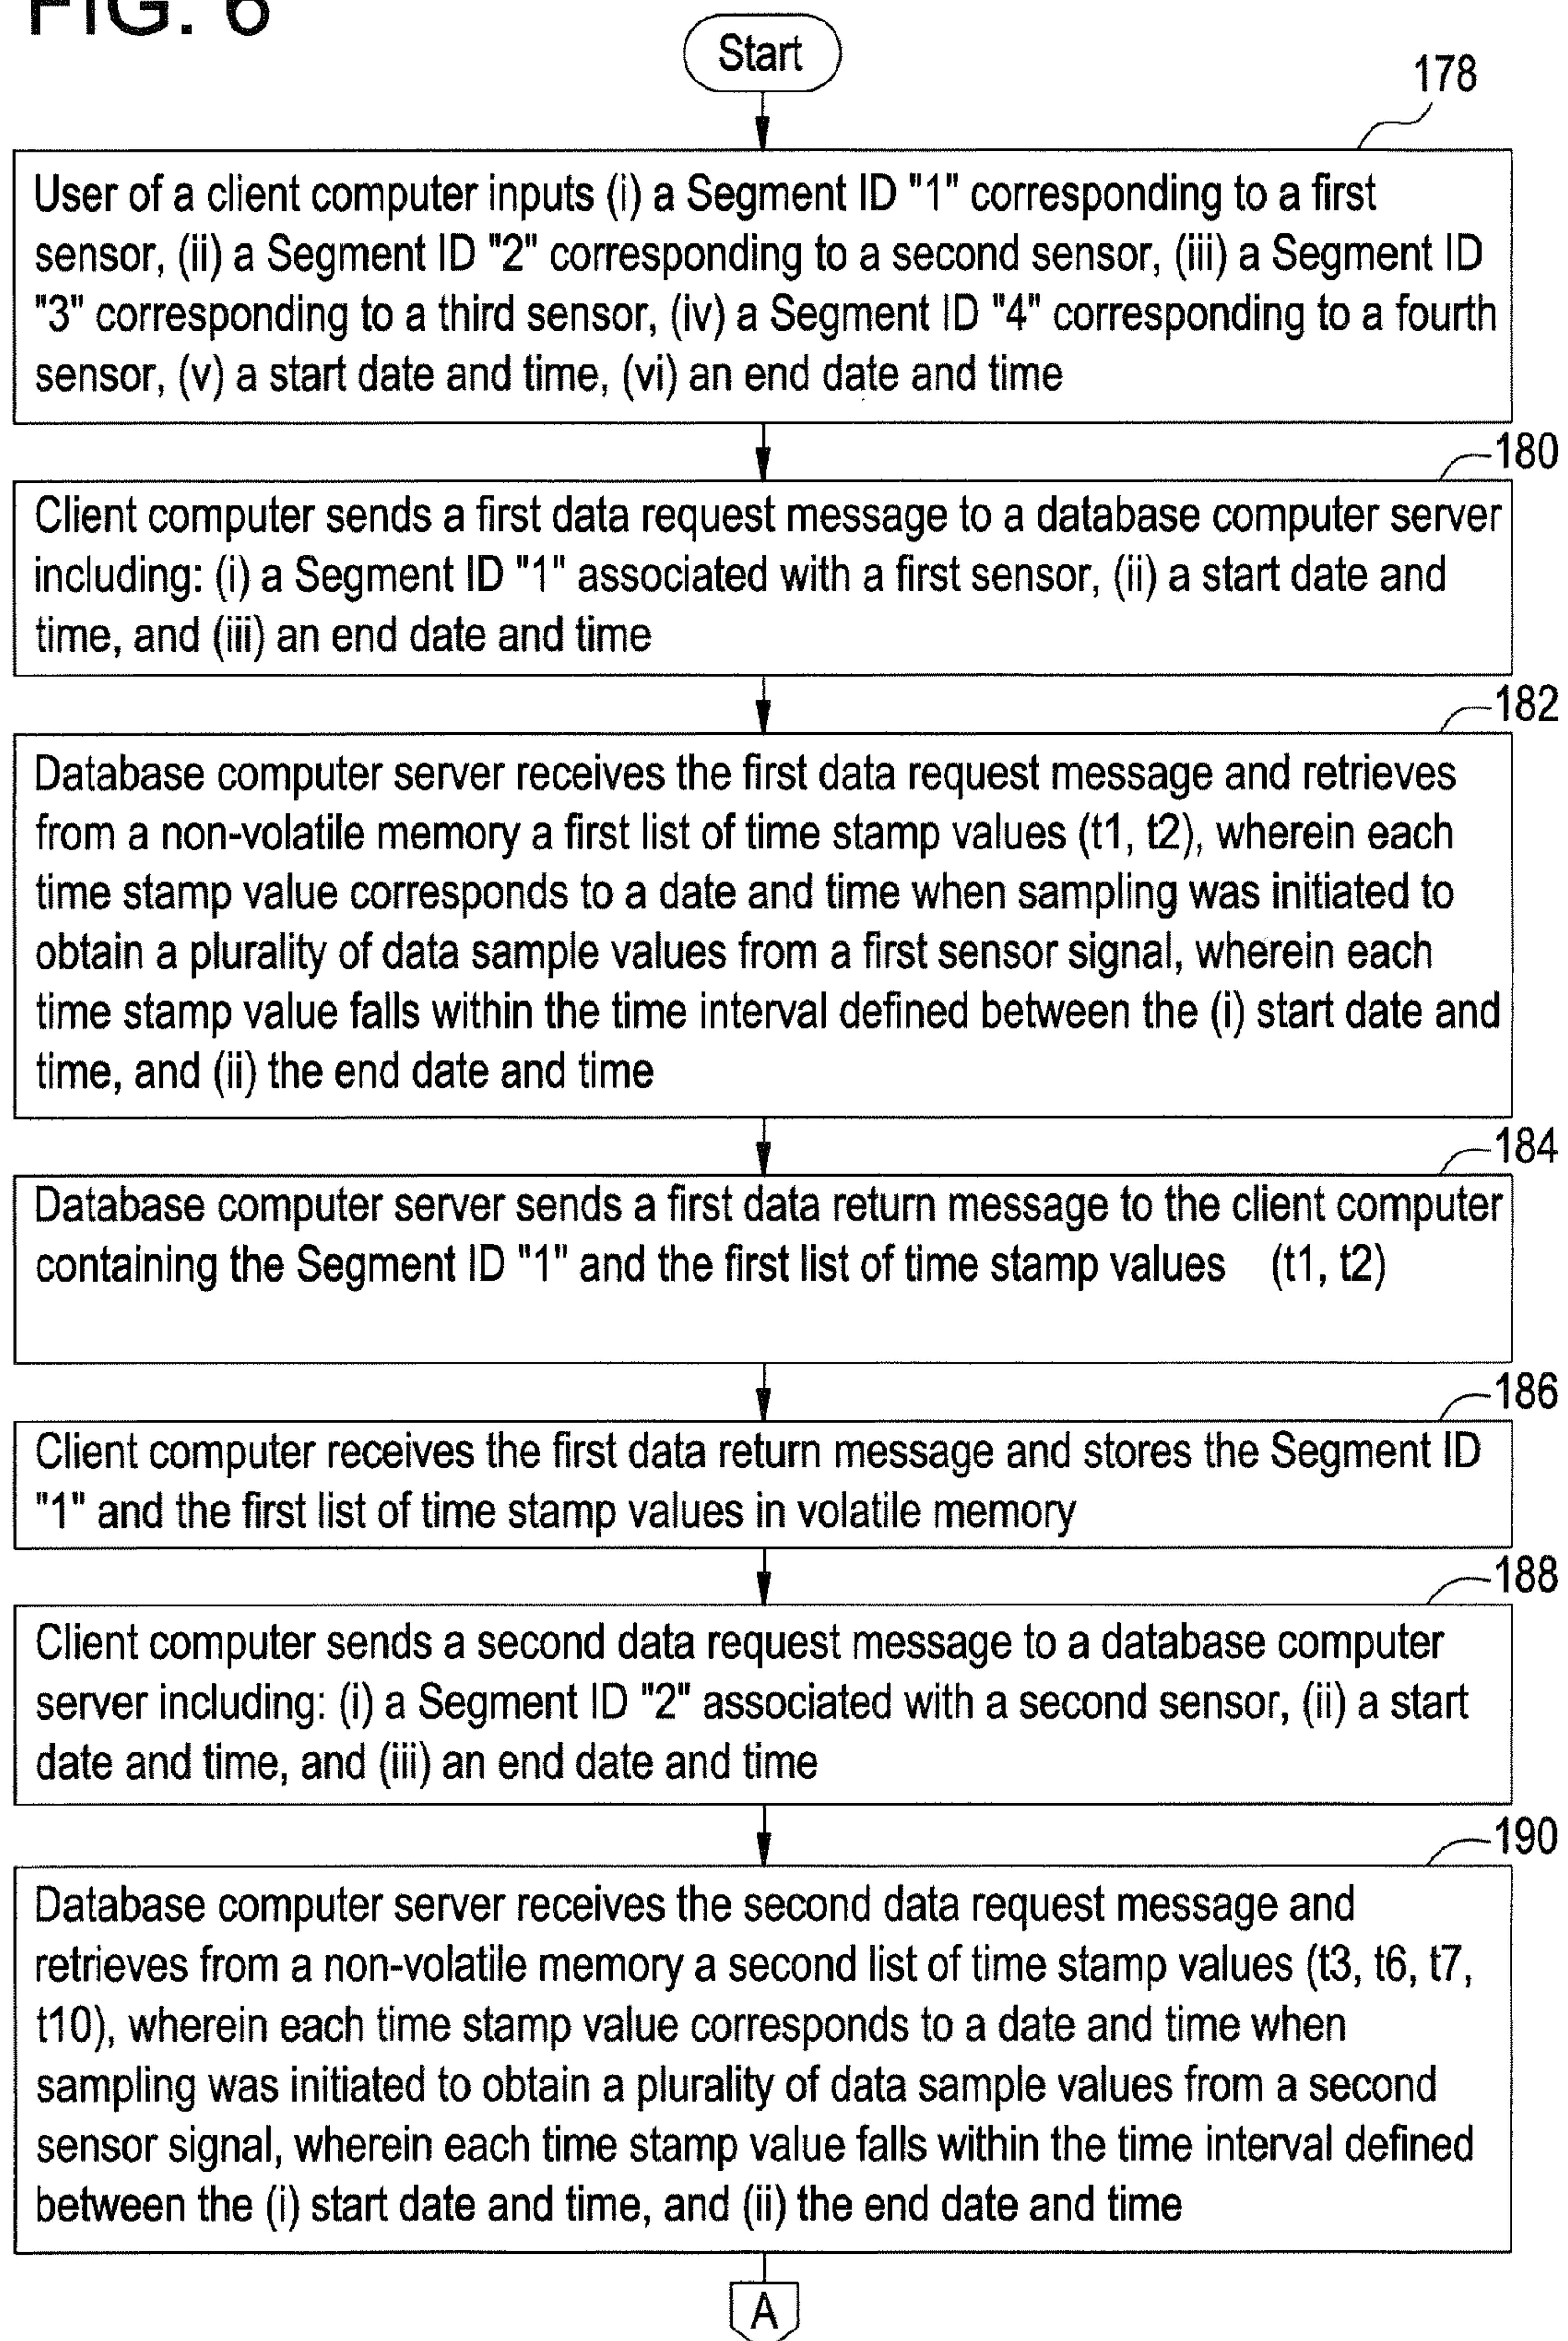 FIG. 6
Start
178
User of a client computer inputs (i) a Segment ID "1" corresponding to a first
sensor, (ii) a Segment ID "2" corresponding to a second sensor, (iii) a Segment ID
"3" corresponding to a third sensor, (iv) a Segment ID "4" corresponding to a fourth
sensor, (v) a start date and time, (vi) an end date and time
180
Client computer sends a first data request message to a database computer server
including: (i) a Segment ID "1" associated with a first sensor, (ii) a start date and
time, and (iii) an end date and time
182
Database computer server receives the first data request message and retrieves
from a non-volatile memory a first list of time stamp values (t1, t2), wherein each
time stamp value corresponds to a date and time when sampling was initiated to
obtain a plurality of data sample values from a first sensor signal, wherein each
time stamp value falls within the time interval defined between the (i) start date and
time, and (ii) the end date and time
184
Database computer server sends a first data return message to the client computer
containing the Segment ID "1" and the first list of time stamp values (t1, t2)
186
Client computer receives the first data return message and stores the Segment ID
"1" and the first list of time stamp values in volatile memory
188
Client computer sends a second data request message to a database computer
server including: (i) a Segment ID "2" associated with a second sensor, (ii) a start
date and time, and (iii) an end date and time
190
Database computer server receives the second data request message and
retrieves from a non-volatile memory a second list of time stamp values (t3, t6, t7,
t10), wherein each time stamp value corresponds to a date and time when
sampling was initiated to obtain a plurality of data sample values from a second
sensor signal, wherein each time stamp value falls within the time interval defined
between the (i) start date and time, and (ii) the end date and time
A